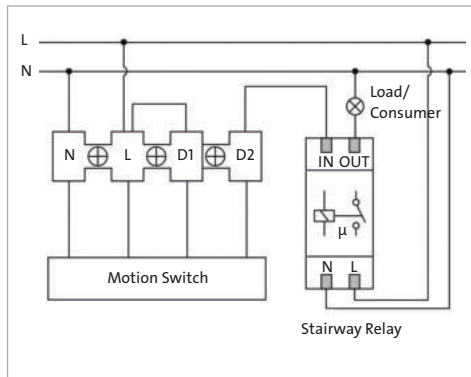 L
N
Load/
Consumer
N L D1 D2
IN OUT
μ
N L
Motion Switch
Stairway Relay